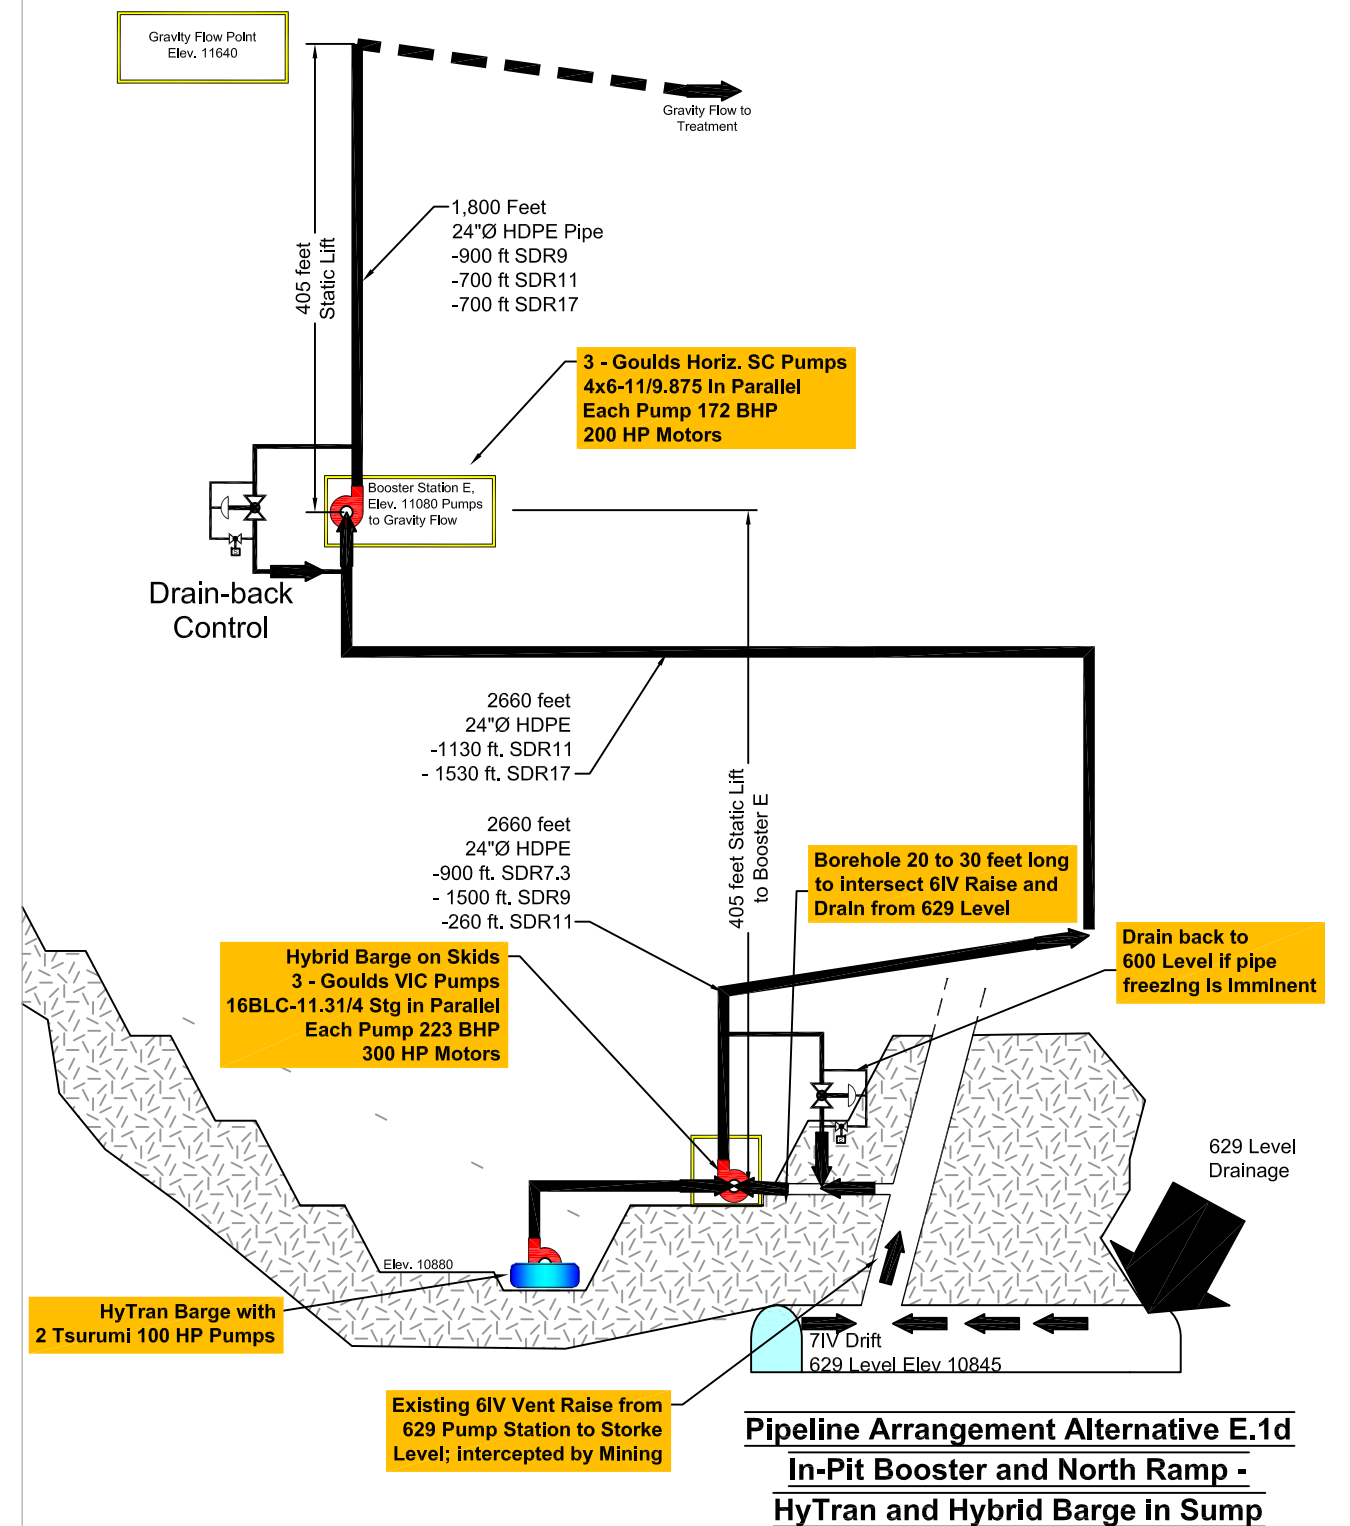 Gravity Flow Point
Elev. 11640
Gravity Flow to
Treatment
405 feet
Static Lift
1,800 Feet
24"Ø HDPE Pipe
-900 ft SDR9
-700 ft SDR11
-700 ft SDR17
3 - Goulds Horiz. SC Pumps
4x6-11/9.875 In Parallel
Each Pump 172 BHP
200 HP Motors
Booster Station E,
Elev. 11080 Pumps
to Gravity Flow
Drain-back
Control
2660 feet
24"Ø HDPE
-1130 ft. SDR11
- 1530 ft. SDR17
405 feet Static Lift
to Booster E
2660 feet
24"Ø HDPE
-900 ft. SDR7.3
- 1500 ft. SDR9
-260 ft. SDR11
Borehole 20 to 30 feet long
to intersect 6IV Raise and
Drain from 629 Level
Drain back to
600 Level if pipe
freezing is Imminent
Hybrid Barge on Skids
3 - Goulds VIC Pumps
16BLC-11.31/4 Stg in Parallel
Each Pump 223 BHP
300 HP Motors
629 Level
Drainage
Elev. 10880
HyTran Barge with
2 Tsurumi 100 HP Pumps
7IV Drift
629 Level Elev 10845
Existing 6IV Vent Raise from
629 Pump Station to Storke
Level; intercepted by Mining
Pipeline Arrangement Alternative E.1d
In-Pit Booster and North Ramp -
HyTran and Hybrid Barge in Sump